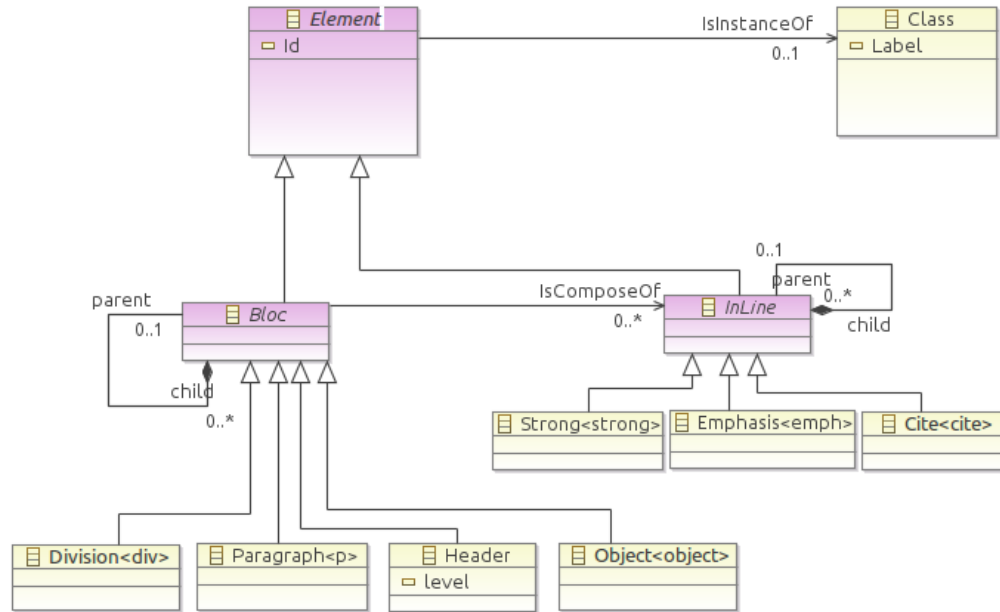 Element
Id
IsInstanceOf
0..1
Class
Label
parent
0..1
Bloc
child
0..*
IsComposeOf
0..*
0..1
parent
0..*
InLine
child
Strong<strong>
Emphasis<emph>
Cite<cite>
Division<div>
Paragraph<p>
Header
level
Object<object>